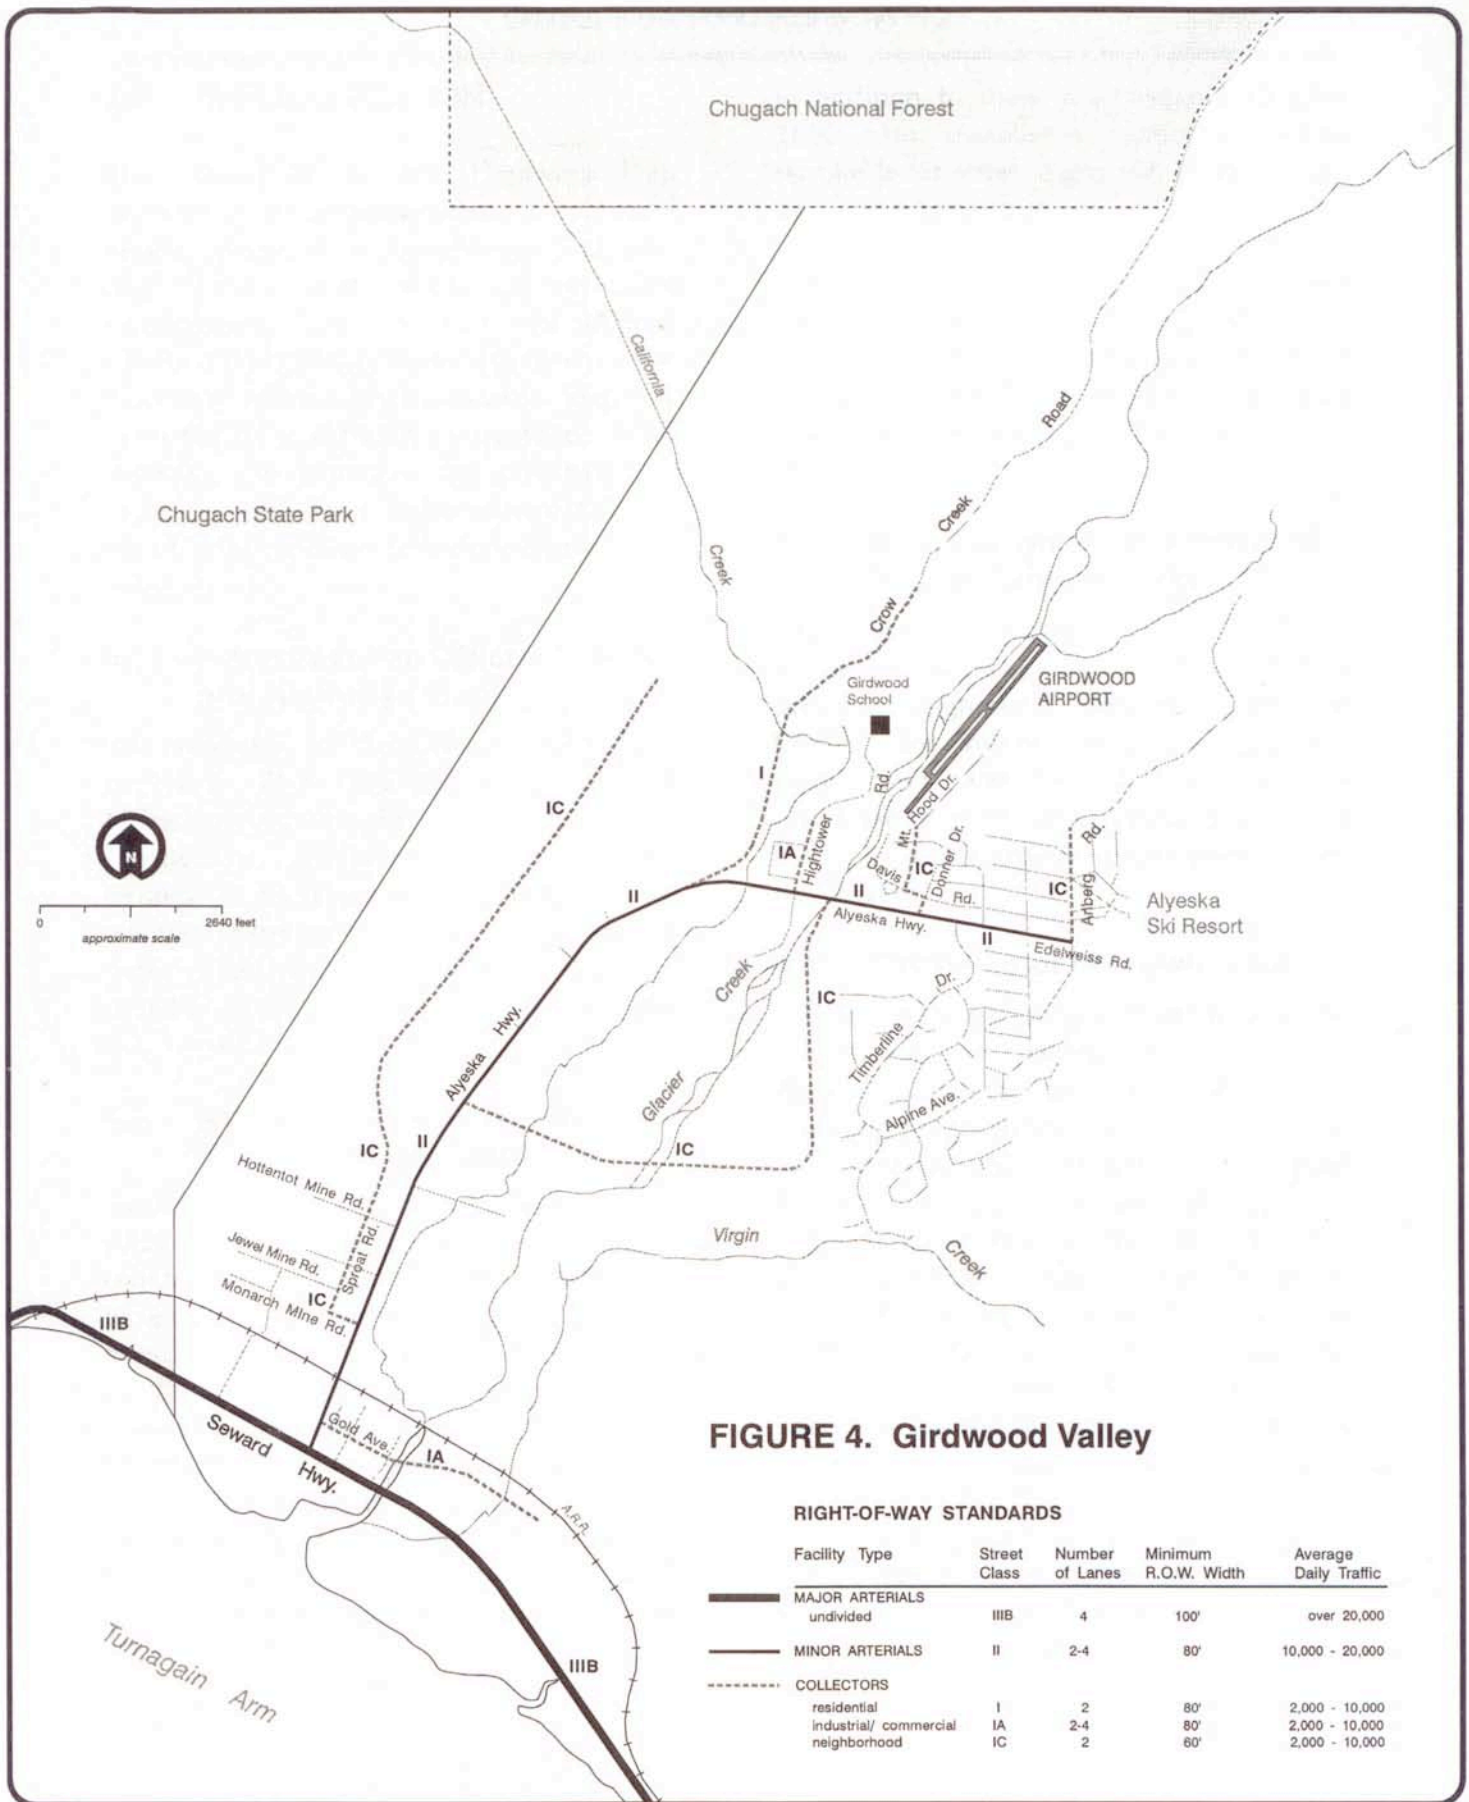 Chugach National Forest
California
Creek
Chugach State Park
Crow Creek Road
Girdwood
School
GIRDWOOD
AIRPORT
I
IC
N
0 2640 feet
approximate scale
II
IA
Hightower
Rd.
Mt. Hood Dr.
Davis
Rd.
IC
Donner Dr.
II
Alyeska Hwy.
II
IC
Arlberg
Rd.
Alyeska
Ski Resort
Edelweiss Rd.
Alyeska Hwy.
Glacier
Creek
IC
Timberline
Dr.
Alpine Ave.
II
IC
IC
Hottentot Mine Rd.
Jewel Mine Rd.
Sproat Rd.
Monarch MIne Rd.
IC
Virgin
Creek
IIIB
Seward
Hwy.
Gold Ave.
IA
A.R.R.
IIIB
Turnagain Arm
FIGURE 4. Girdwood Valley
RIGHT-OF-WAY STANDARDS
Facility Type Street Number Minimum Average
Class of Lanes R.O.W. Width Daily Traffic
MAJOR ARTERIALS
undivided IIIB 4 100' over 20,000
MINOR ARTERIALS II 2-4 80' 10,000 - 20,000
COLLECTORS
residential I 2 80' 2,000 - 10,000
industrial/ commercial IA 2-4 80' 2,000 - 10,000
neighborhood IC 2 60' 2,000 - 10,000